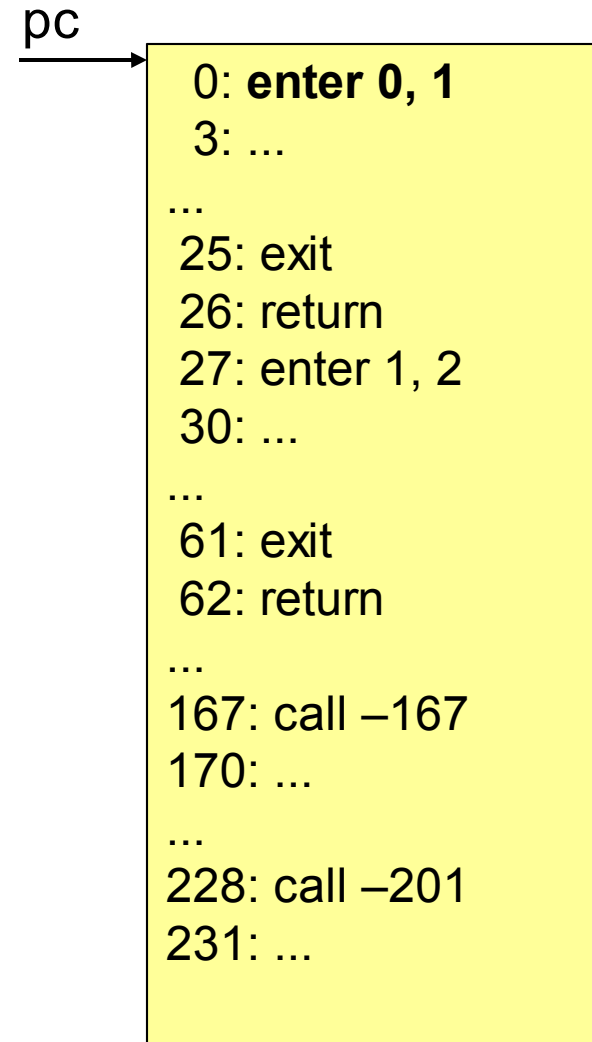 pc
0: enter 0, 1
3: ...
...
25: exit
26: return
27: enter 1, 2
30: ...
...
61: exit
62: return
...
167: call –167
170: ...
...
228: call –201
231: ...